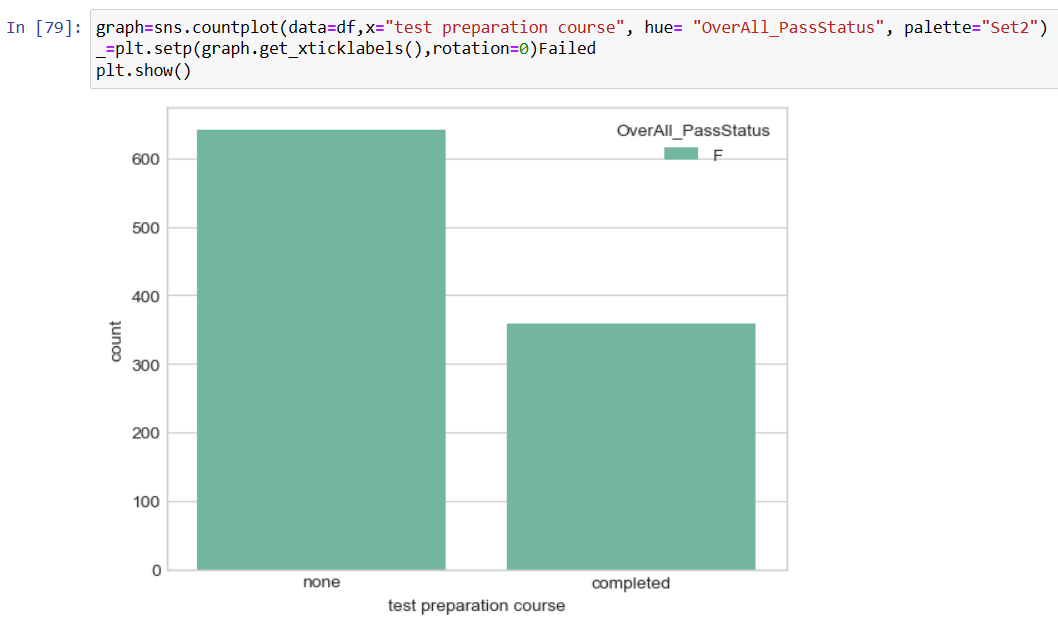 In [79]: graph=sns.countplot(data=df,x="test preparation course", hue= "OverAll_PassStatus", palette="Set2")
_=plt.setp(graph.get_xticklabels(),rotation=0)Failed
plt.show()
OverAll_PassStatus
F
600
500
400
300
200
100
0
count
none completed
test preparation course